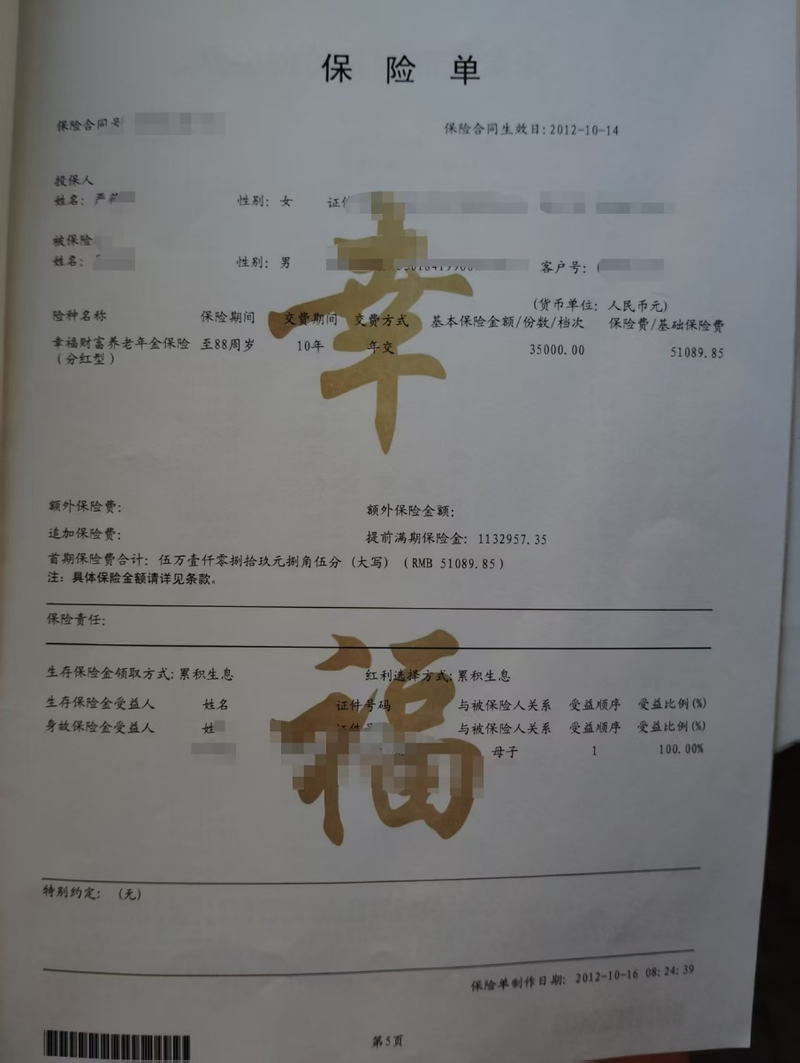 保险单
保险合同号
保险合同生效日:2012-10-14
投保人
姓名: 严
性别: 女
被保险
姓名:
性别: 男
客户号:
(货币单位: 人民币元)
险种名称 保险期间 交费期间 交费方式 基本保险金额/份数/档次 保险费/基础保险费
幸福财富养老年金保险 至88周岁 10年 年交 35000.00 51089.85
(分红型)
幸
额外保险费: 额外保险金额:
追加保险费: 提前满期保险金: 1132957.35
首期保险费合计: 伍万壹仟零捌拾玖元捌角伍分 (大写) (RMB 51089.85)
注: 具体保险金额请详见条款。
保险责任:
生存保险金领取方式:累积生息 红利选择方式:累积生息
生存保险金受益人 姓名 证件号码 与被保险人关系 受益顺序 受益比例(%)
身故保险金受益人 姓 与被保险人关系 受益顺序 受益比例(%)
母子 1 100.00%
福
特别约定: (无)
保险单制作日期: 2012-10-16 08:24:39
第5页